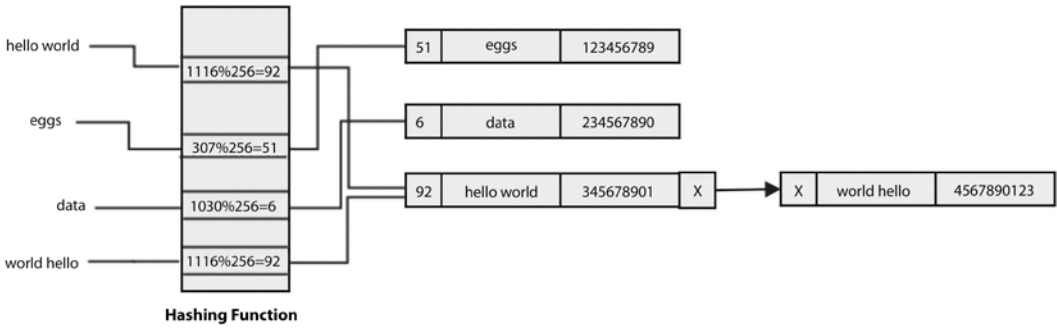 hello world
1116%256=92
51 eggs 123456789
eggs
307%256=51
6 data 234567890
data
1030%256=6
92 hello world 345678901 X
X world hello 4567890123
world hello
1116%256=92
Hashing Function